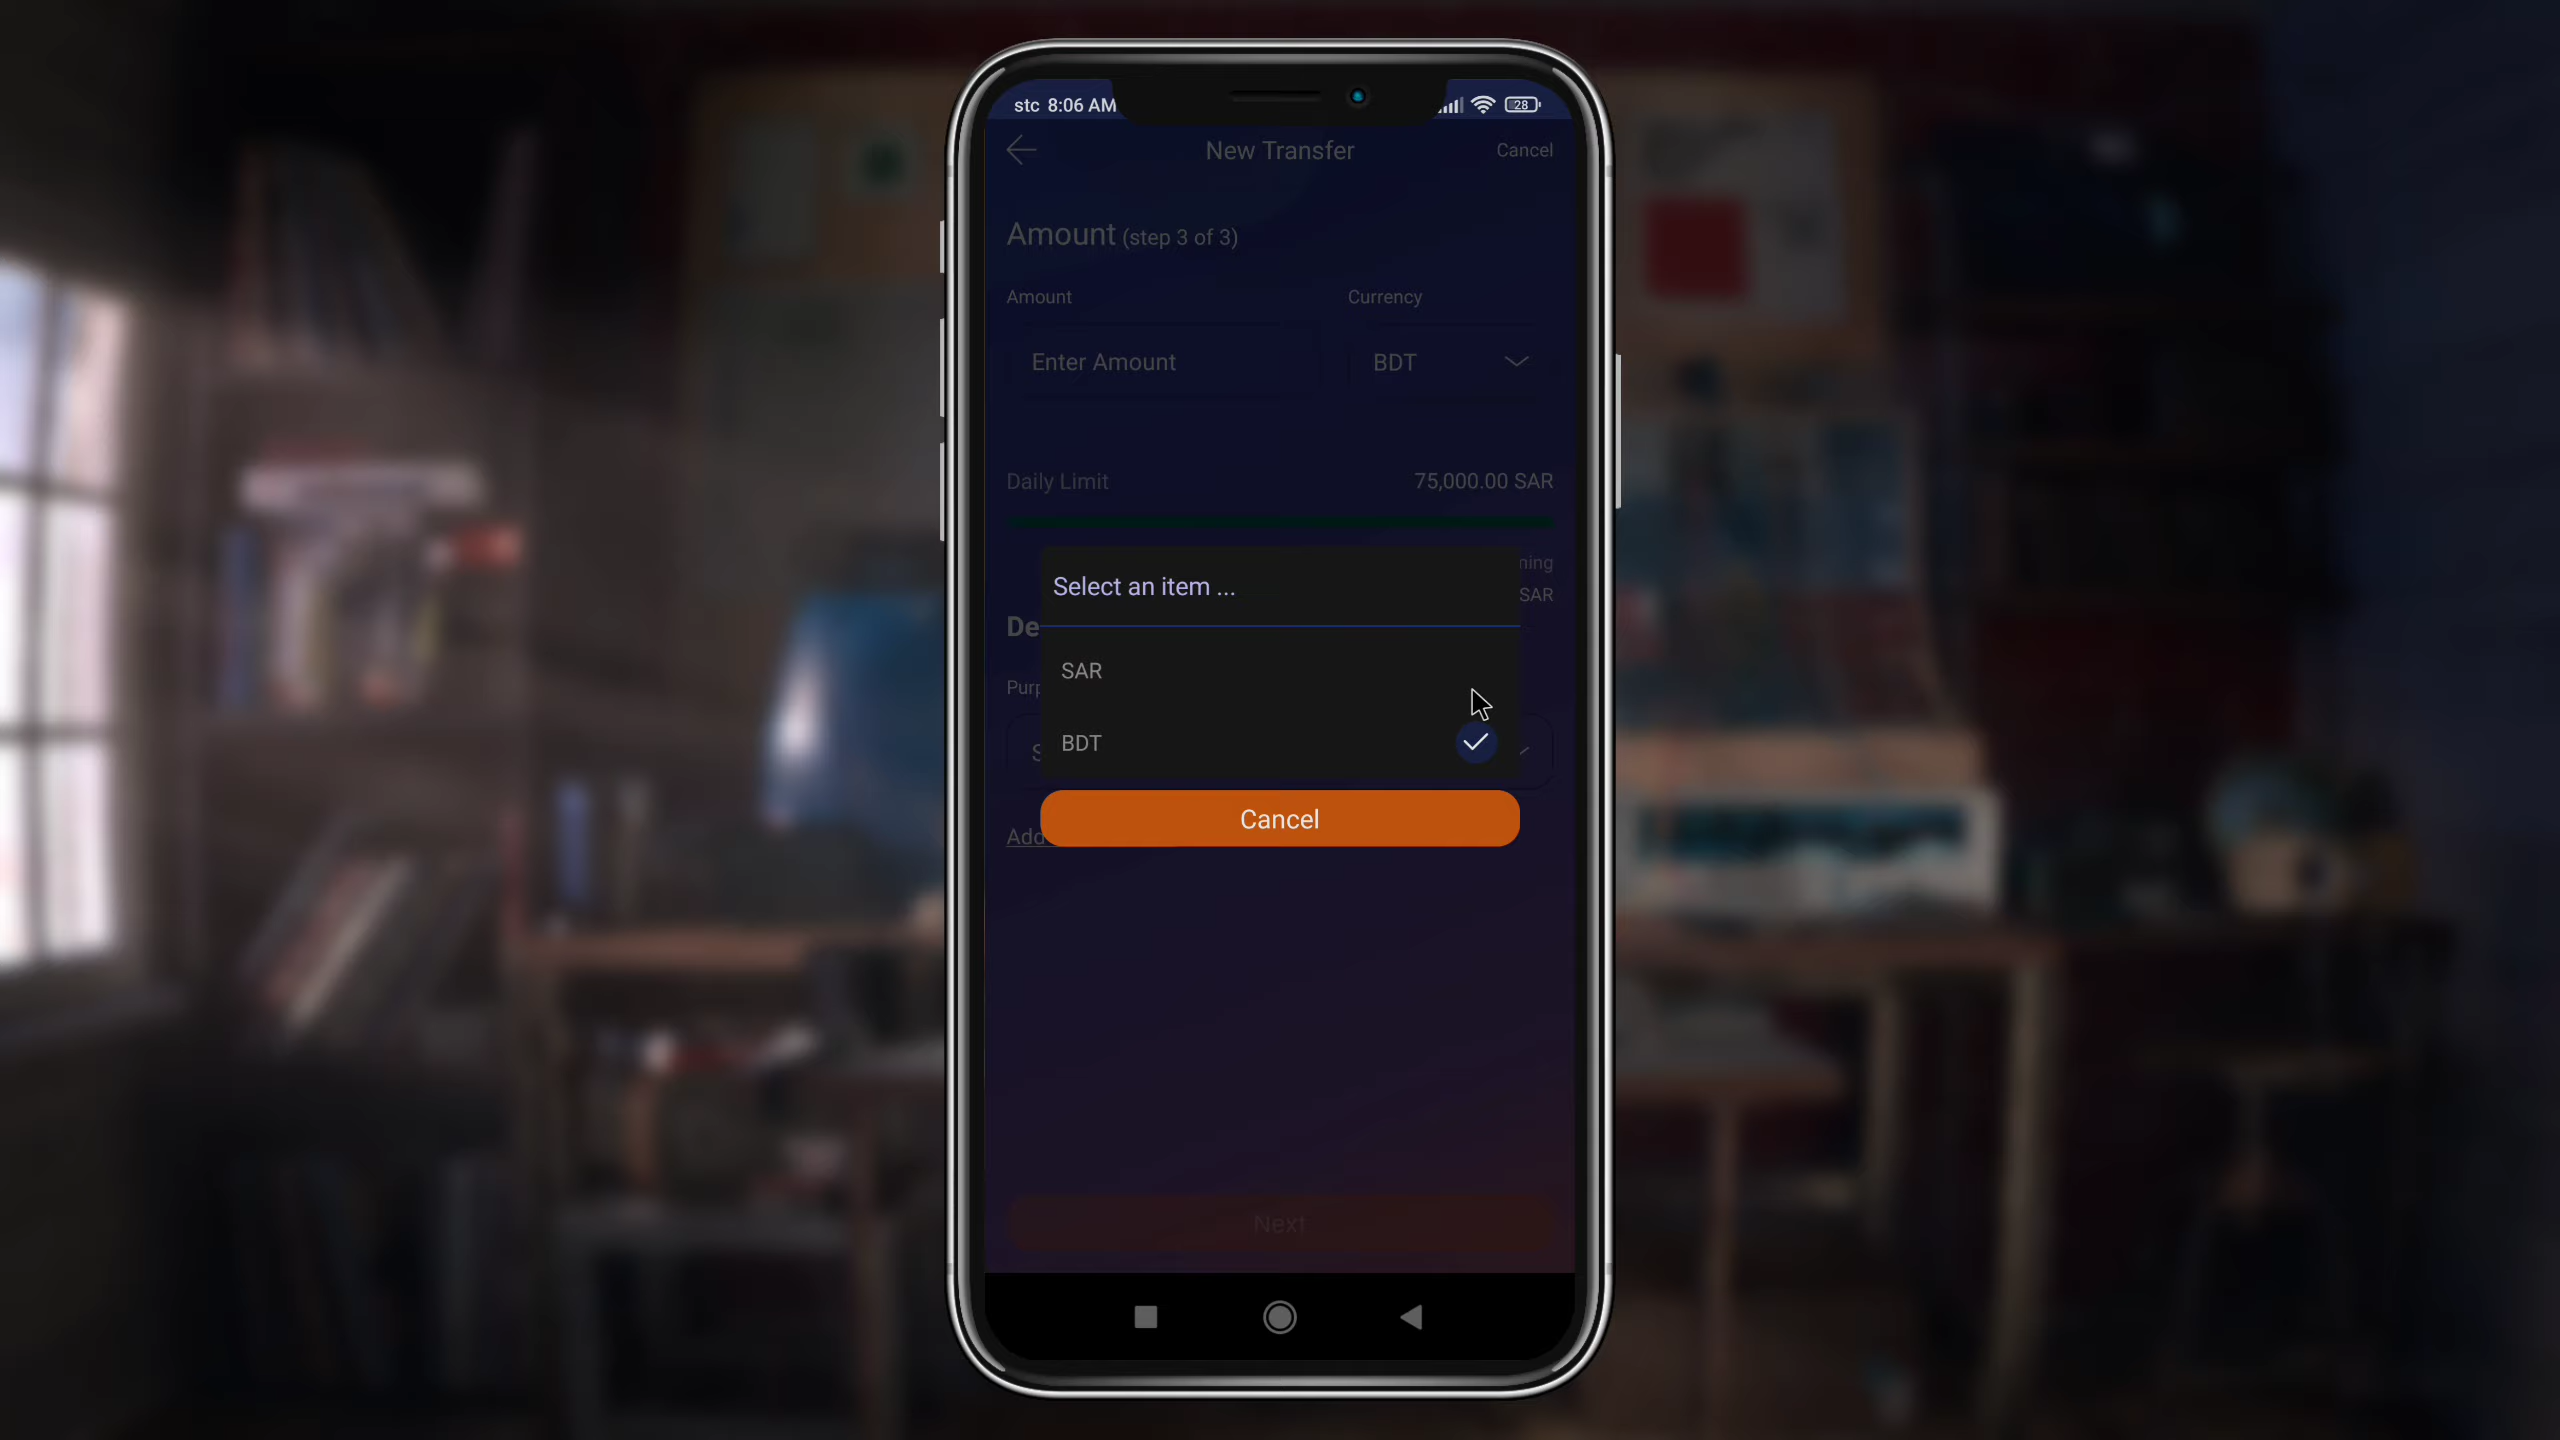 stc 8:06 AM
28
New Transfer
Cancel
Amount (step 3 of 3)
Amount
Currency
Enter Amount
BDT
Daily Limit
75,000.00 SAR
ning
SAR
Select an item ...
De
SAR
Purp
BDT
S
Cancel
Add
Next